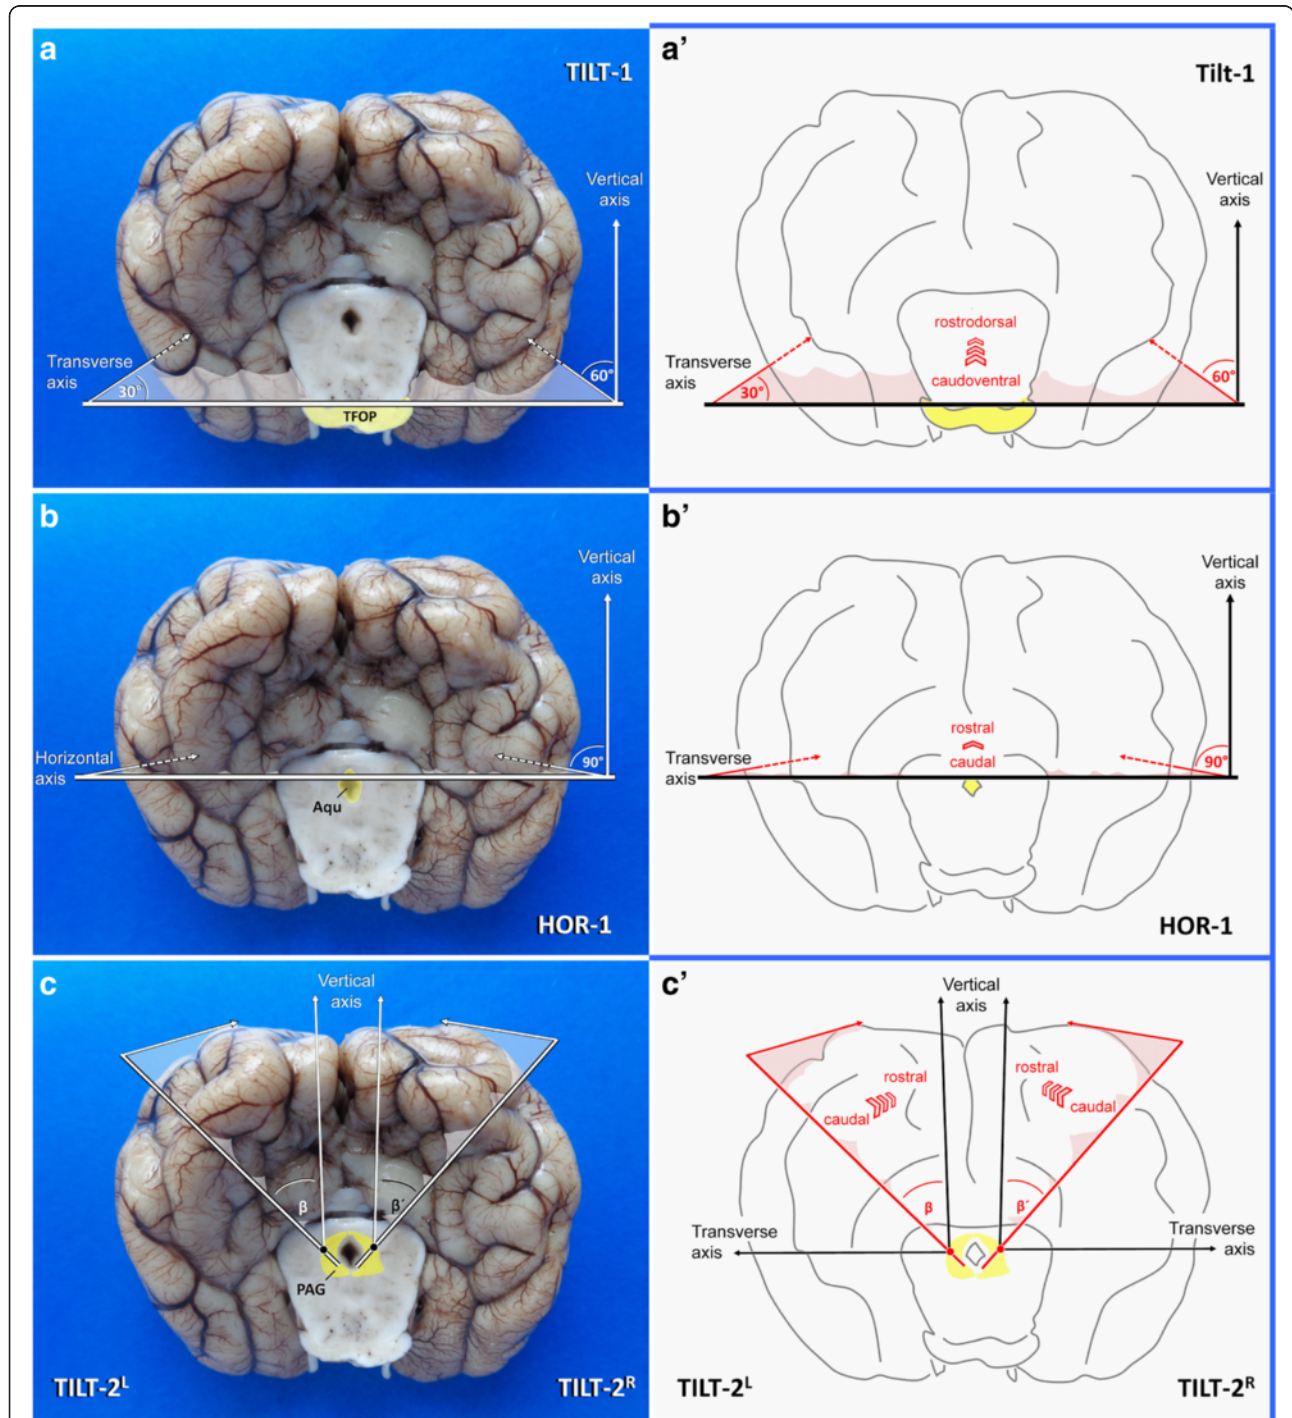 a
TILT-1
Vertical
axis
Transverse
axis
30°
60°
TFOP
a’
Tilt-1
Vertical
axis
rostrodorsal
Transverse
axis
caudoventral
30°
60°
b
Vertical
axis
Horizontal
axis
90°
Aqu
HOR-1
b’
Vertical
axis
rostral
Transverse
axis
caudal
90°
HOR-1
c
Vertical
axis
β
β´
PAG
TILT-2L
TILT-2R
c’
Vertical
axis
rostral
rostral
caudal
caudal
β
β´
Transverse
axis
Transverse
axis
TILT-2L
TILT-2R